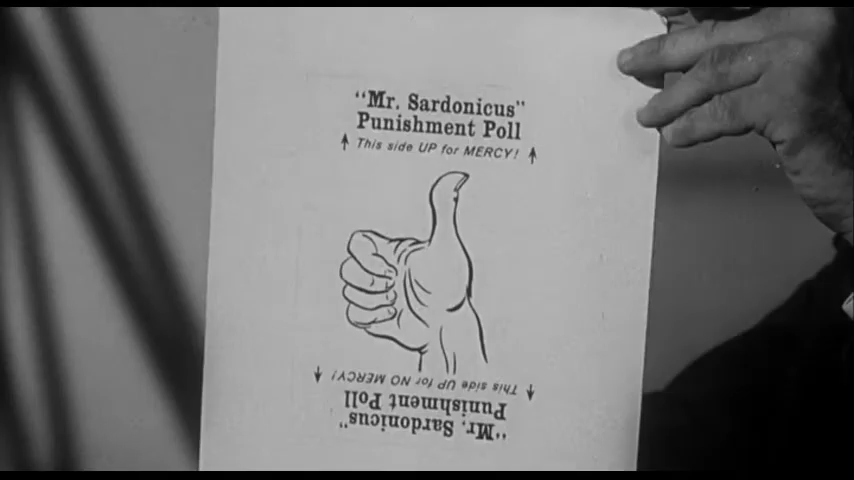 "Mr. Sardonicus"
Punishment Poll
↑ This side UP for MERCY! ↑
"Mr. Sardonicus"
Punishment Poll
↑ This side UP for NO MERCY! ↑